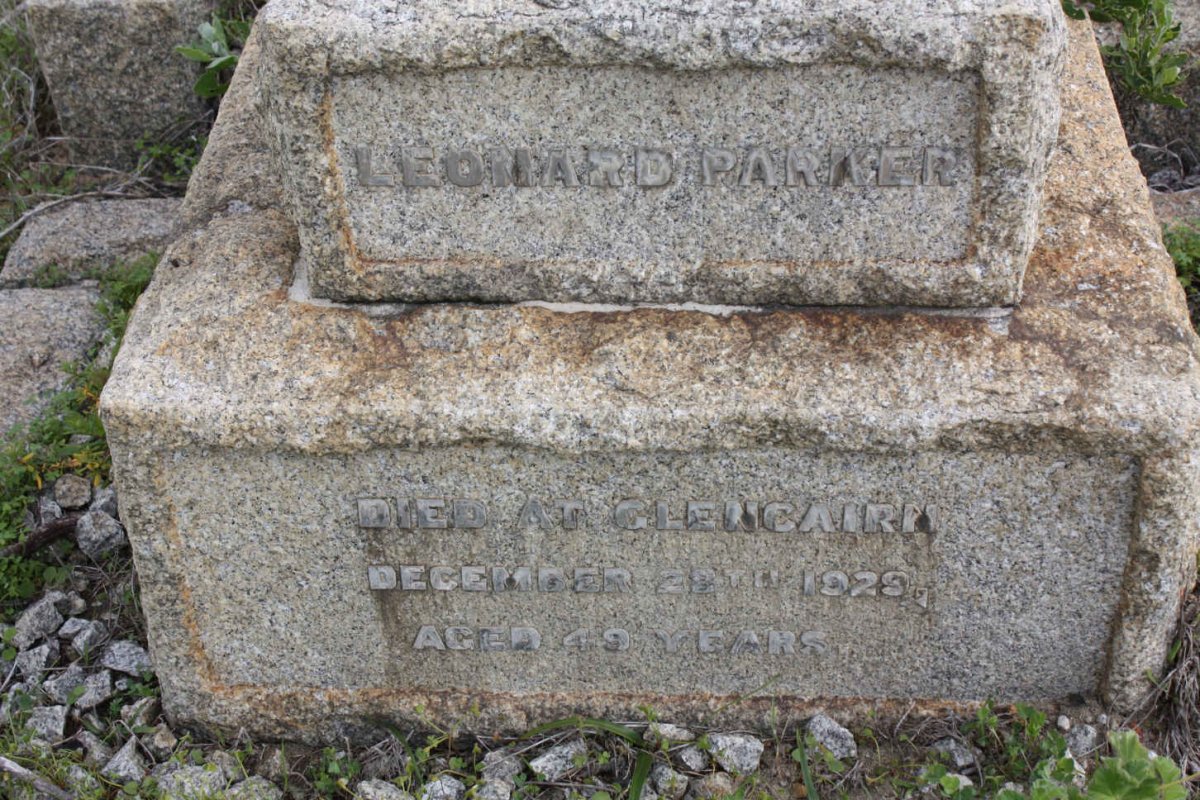 LEONARD PARKER
DIED AT GLENCAIRN
DECEMBER 28TH 1929,
AGED 49 YEARS